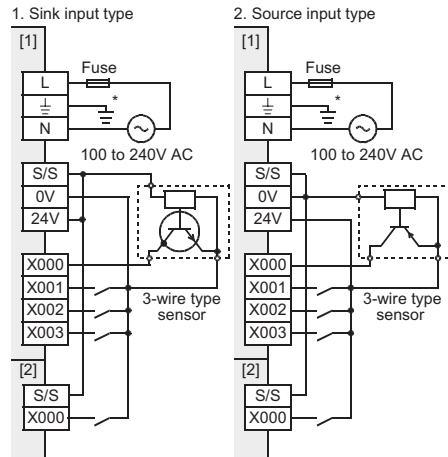 1. Sink input type
[1]
Fuse
L
*
N
100 to 240V AC
S/S
0V
24V
X000
X001
X002
X003
3-wire type
sensor
[2]
S/S
X000
2. Source input type
[1]
Fuse
L
*
N
100 to 240V AC
S/S
0V
24V
X000
X001
X002
X003
3-wire type
sensor
[2]
S/S
X000